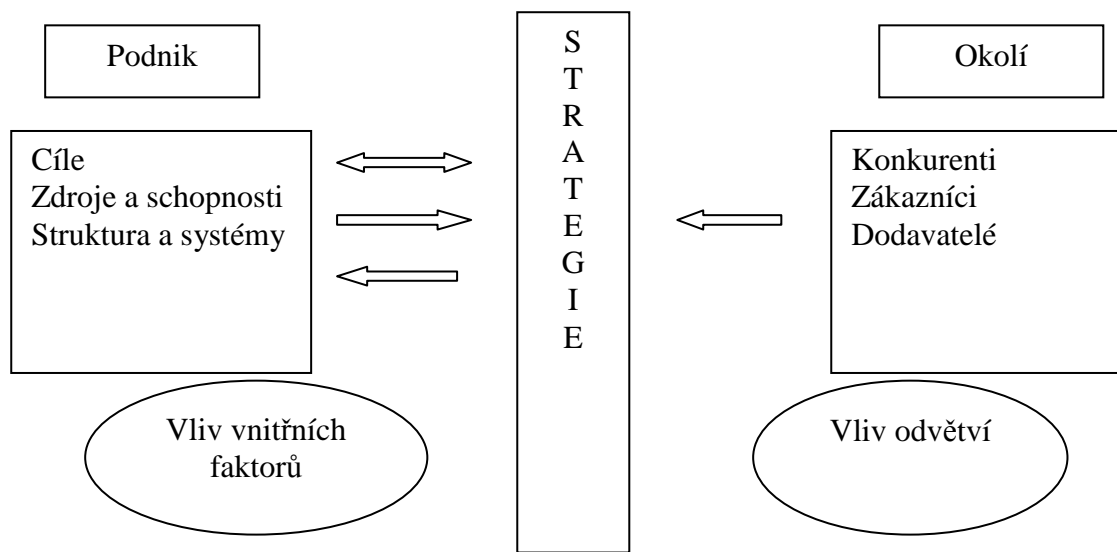 Podnik
Cíle
Zdroje a schopnosti
Struktura a systémy
Vliv vnitřních
faktorů
S
T
R
A
T
E
G
I
E
Okolí
Konkurenti
Zákazníci
Dodavatelé
Vliv odvětví